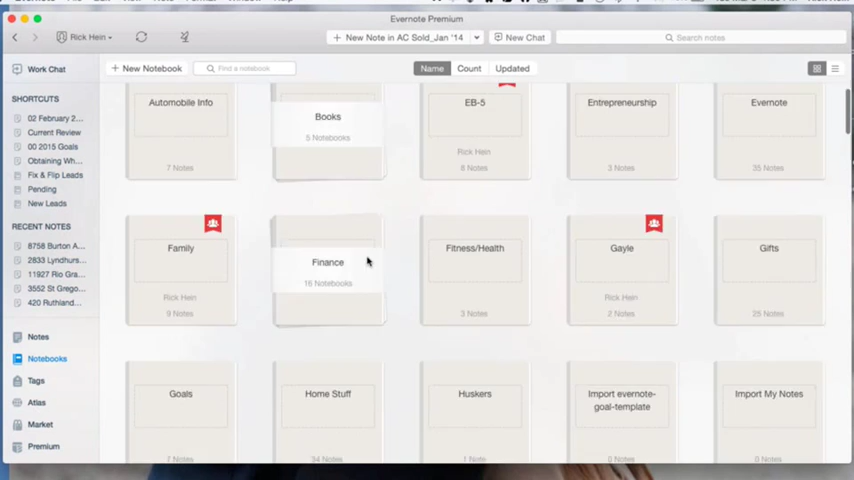 Evernote Premium
Rick Hein
+ New Note in AC Sold_Jan '14
New Chat
Search notes
Work Chat
+ New Notebook
Find a notebook
Name
Count
Updated
SHORTCUTS
02 February 2...
Current Review
00 2015 Goals
Obtaining Wh...
Fix & Flip Leads
Pending
New Leads
RECENT NOTES
8758 Burton A...
2833 Lyndhurs...
11927 Rio Gra...
3552 St Grego...
420 Ruthland...
Notes
Notebooks
Tags
Atlas
Market
Premium
Automobile Info
7 Notes
Books
5 Notebooks
EB-5
Rick Hein
8 Notes
Entrepreneurship
3 Notes
Evernote
35 Notes
Family
Rick Hein
9 Notes
Finance
16 Notebooks
Fitness/Health
3 Notes
Gayle
Rick Hein
2 Notes
Gifts
25 Notes
Goals
7 Notes
Home Stuff
34 Notes
Huskers
1 Note
Import evernote-
goal-template
0 Notes
Import My Notes
0 Notes